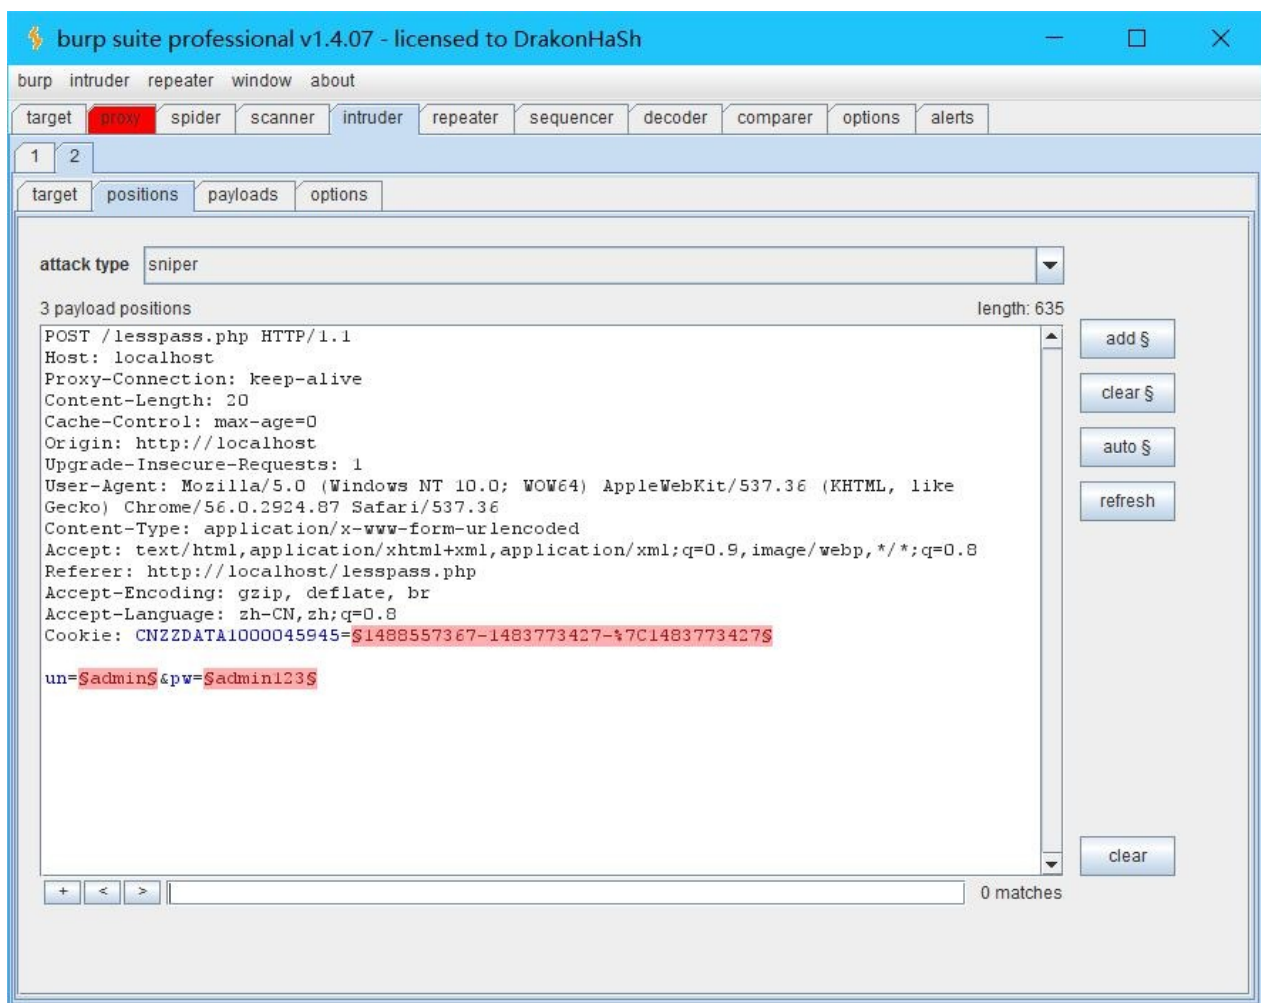 burp suite professional v1.4.07 - licensed to DrakonHaSh
burp intruder repeater window about
target proxy spider scanner intruder repeater sequencer decoder comparer options alerts
1 2
target positions payloads options
attack type sniper
3 payload positions length: 635
POST /lesspass.php HTTP/1.1
Host: localhost
Proxy-Connection: keep-alive
Content-Length: 20
Cache-Control: max-age=0
Origin: http://localhost
Upgrade-Insecure-Requests: 1
User-Agent: Mozilla/5.0 (Windows NT 10.0; WOW64) AppleWebKit/537.36 (KHTML, like
Gecko) Chrome/56.0.2924.87 Safari/537.36
Content-Type: application/x-www-form-urlencoded
Accept: text/html,application/xhtml+xml,application/xml;q=0.9,image/webp,*/*;q=0.8
Referer: http://localhost/lesspass.php
Accept-Encoding: gzip, deflate, br
Accept-Language: zh-CN,zh;q=0.8
Cookie: CNZZDATA1000045945=§1488557367-1483773427-%7C1483773427§
un=§admin§&pw=§admin123§
add §
clear §
auto §
refresh
clear
+ < > 0 matches